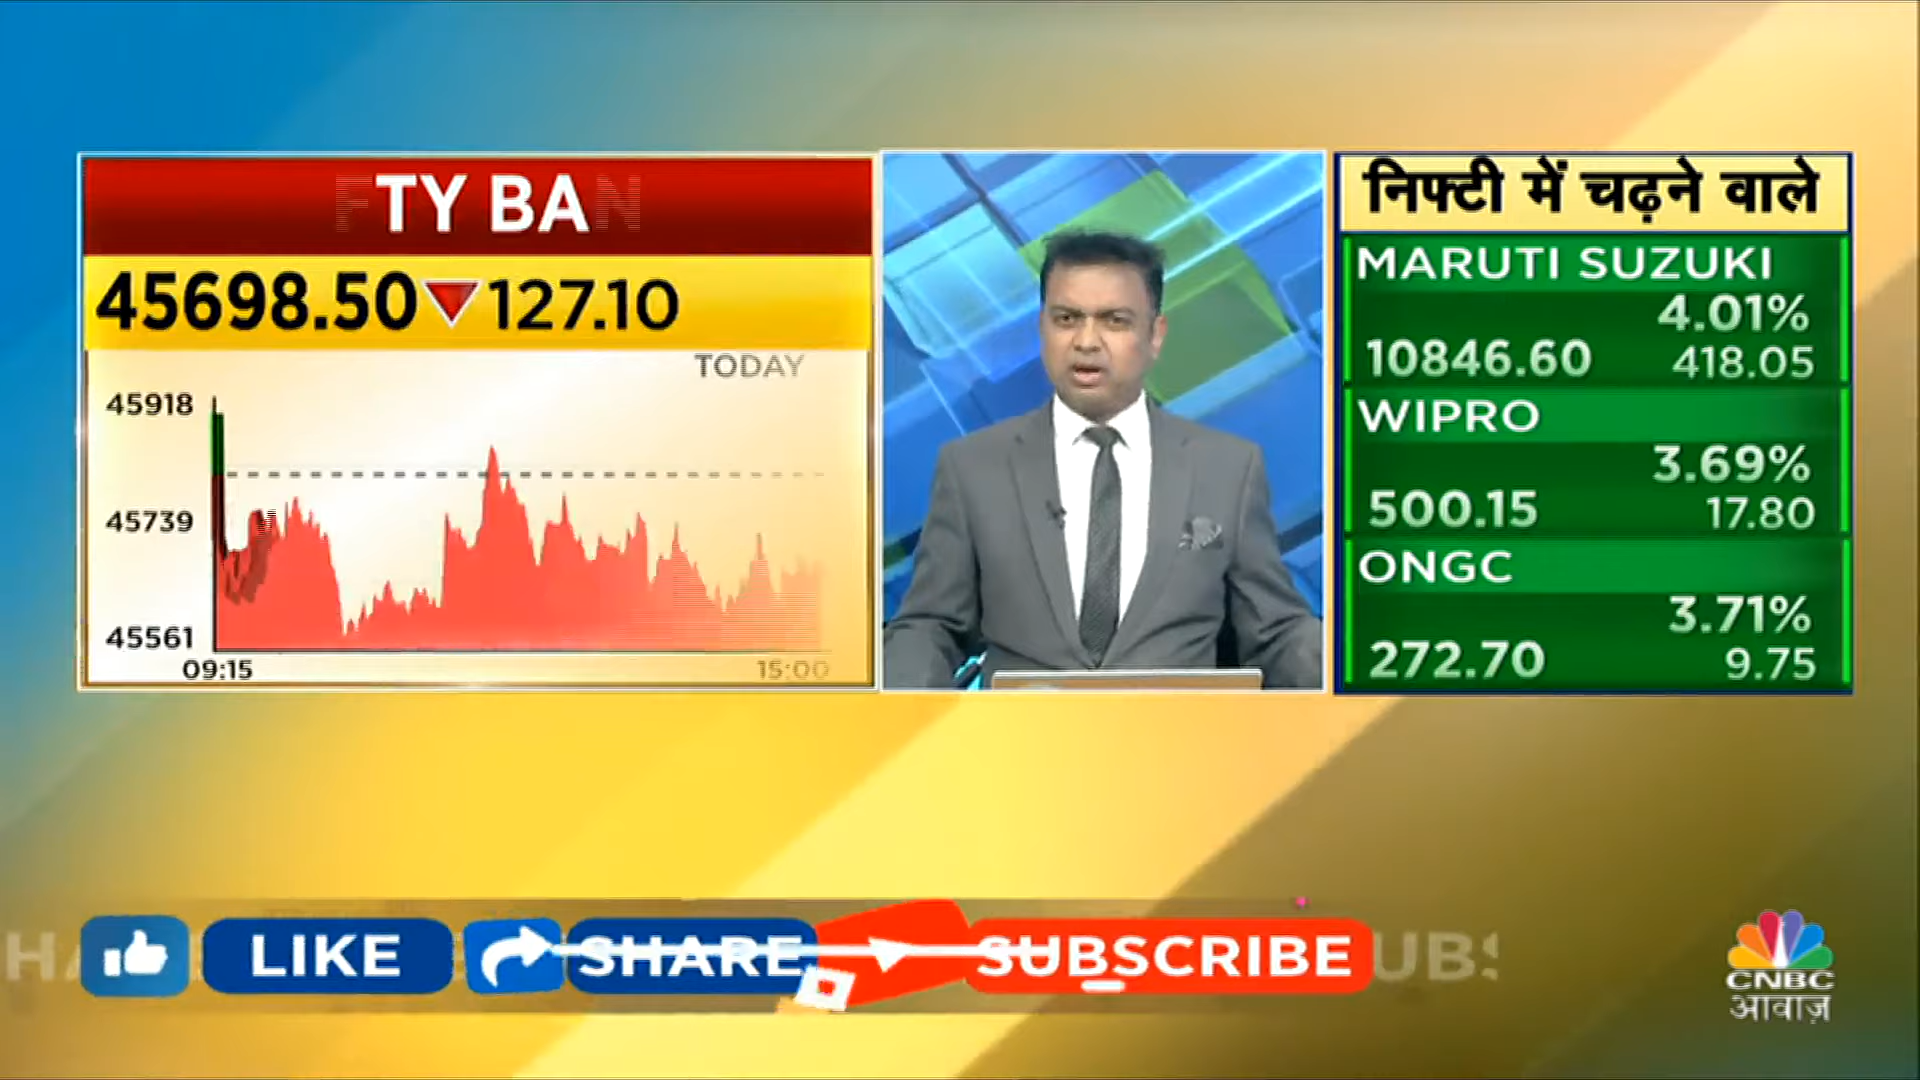 TY BAN
45698.50 127.10
TODAY
45918
45739
45561
09:15 15:00
निफ्टी में चढ़ने वाले
MARUTI SUZUKI
4.01%
10846.60 418.05
WIPRO
3.69%
500.15 17.80
ONGC
3.71%
272.70 9.75
LIKE SHARE SUBSCRIBE
CNBC
आवाज़